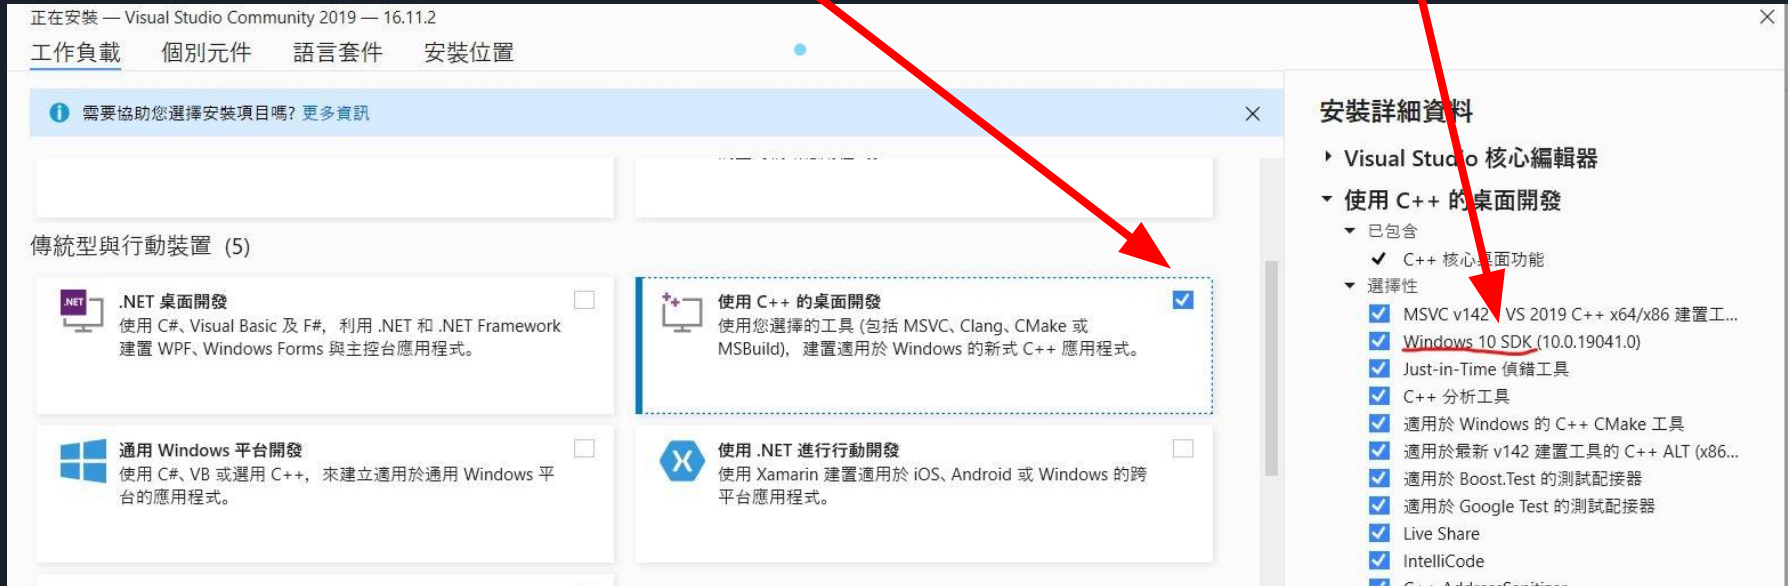 正在安裝 — Visual Studio Community 2019 — 16.11.2
工作負載 個別元件 語言套件 安裝位置
需要協助您選擇安裝項目嗎? 更多資訊
傳統型與行動裝置 (5)
.NET
.NET 桌面開發
使用 C#、Visual Basic 及 F#，利用 .NET 和 .NET Framework
建置 WPF、Windows Forms 與主控台應用程式。
使用 C++ 的桌面開發
使用您選擇的工具 (包括 MSVC、Clang、CMake 或
MSBuild)，建置適用於 Windows 的新式 C++ 應用程式。
通用 Windows 平台開發
使用 C#、VB 或選用 C++，來建立適用於通用 Windows 平
台的應用程式。
使用 .NET 進行行動開發
使用 Xamarin 建置適用於 iOS、Android 或 Windows 的跨
平台應用程式。
安裝詳細資料
Visual Studio 核心編輯器
使用 C++ 的桌面開發
已包含
C++ 核心桌面功能
選擇性
MSVC v142 - VS 2019 C++ x64/x86 建置工...
Windows 10 SDK (10.0.19041.0)
Just-in-Time 偵錯工具
C++ 分析工具
適用於 Windows 的 C++ CMake 工具
適用於最新 v142 建置工具的 C++ ALT (x86...
適用於 Boost.Test 的測試配接器
適用於 Google Test 的測試配接器
Live Share
IntelliCode
C++ AddressSanitizer